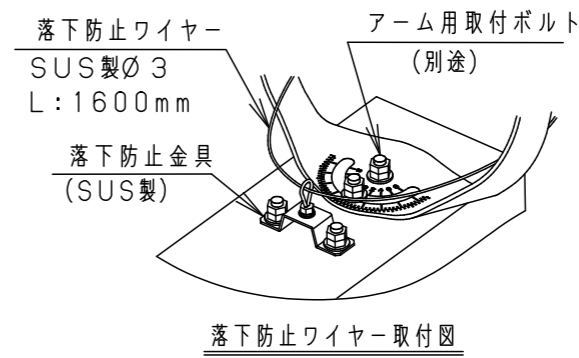 落下防止ワイヤー
SUS製Ø3
L:1600mm
アーム用取付ボルト
(別途)
落下防止金具
(SUS製)
落下防止ワイヤー取付図